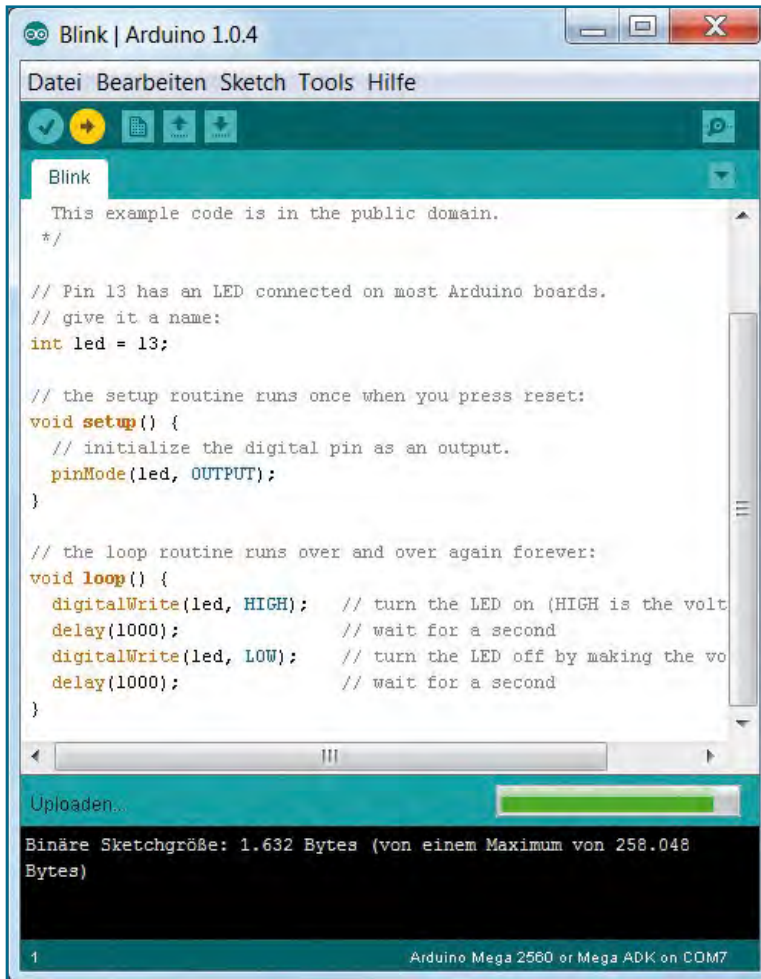 Blink | Arduino 1.0.4
Datei Bearbeiten Sketch Tools Hilfe
Blink
This example code is in the public domain.
*/
// Pin 13 has an LED connected on most Arduino boards.
// give it a name:
int led = 13;
// the setup routine runs once when you press reset:
void setup() {
// initialize the digital pin as an output.
pinMode(led, OUTPUT);
}
// the loop routine runs over and over again forever:
void loop() {
digitalWrite(led, HIGH); // turn the LED on (HIGH is the volt
delay(1000); // wait for a second
digitalWrite(led, LOW); // turn the LED off by making the vo
delay(1000); // wait for a second
}
Uploaden...
Binäre Sketchgröße: 1.632 Bytes (von einem Maximum von 258.048
Bytes)
1 Arduino Mega 2560 or Mega ADK on COM7